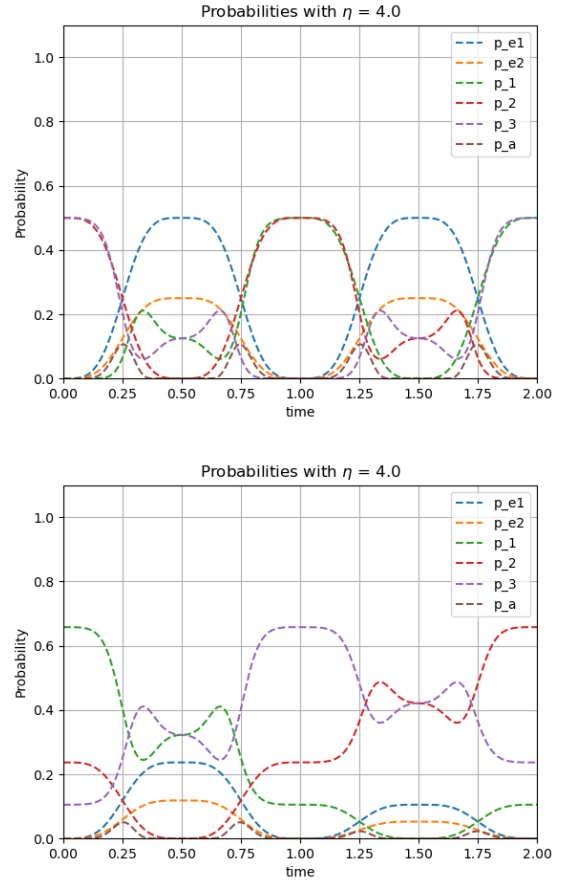 Probabilities with η = 4.0
1.0
0.8
0.6
0.4
0.2
0.0
Probability
p_e1
p_e2
p_1
p_2
p_3
p_a
0.00 0.25 0.50 0.75 1.00 1.25 1.50 1.75 2.00
time
Probabilities with η = 4.0
1.0
0.8
0.6
0.4
0.2
0.0
Probability
p_e1
p_e2
p_1
p_2
p_3
p_a
0.00 0.25 0.50 0.75 1.00 1.25 1.50 1.75 2.00
time